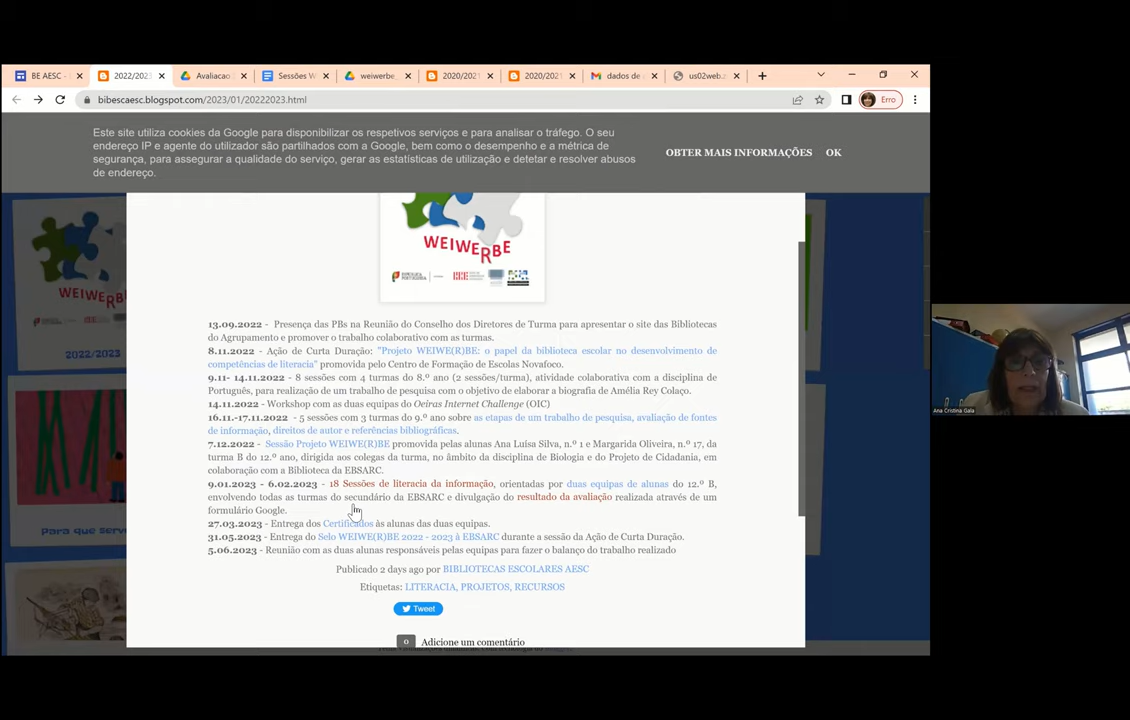 BE AESC -
2022/202
Avaliacao
Sessões W
weiwerbe_
2020/2021
2020/2021
dados de
us02web.z
bibescaesc.blogspot.com/2023/01/20222023.html
Erro
Este site utiliza cookies da Google para disponibilizar os respetivos serviços e para analisar o tráfego. O seu
endereço IP e agente do utilizador são partilhados com a Google, bem como o desempenho e a métrica de
segurança, para assegurar a qualidade do serviço, gerar as estatísticas de utilização e detetar e resolver abusos
de endereço.
OBTER MAIS INFORMAÇÕES OK
WEIWERBE
13.09.2022 - Presença das PBs na Reunião do Conselho dos Diretores de Turma para apresentar o site das Bibliotecas
do Agrupamento e promover o trabalho colaborativo com as turmas.
8.11.2022 - Ação de Curta Duração: "Projeto WEIWE(R)BE: o papel da biblioteca escolar no desenvolvimento de
competências de literacia" promovida pelo Centro de Formação de Escolas Novafoco.
9.11- 14.11.2022 - 8 sessões com 4 turmas do 8.º ano (2 sessões/turma), atividade colaborativa com a disciplina de
Português, para realização de um trabalho de pesquisa com o objetivo de elaborar a biografia de Amélia Rey Colaço.
14.11.2022 - Workshop com as duas equipas do Oeiras Internet Challenge (OIC)
16.11.-17.11.2022 - 5 sessões com 3 turmas do 9.º ano sobre as etapas de um trabalho de pesquisa, avaliação de fontes
de informação, direitos de autor e referências bibliográficas.
7.12.2022 - Sessão Projeto WEIWE(R)BE promovida pelas alunas Ana Luisa Silva, n.º 1 e Margarida Oliveira, n.º 17, da
turma B do 12.º ano, dirigida aos colegas da turma, no âmbito da disciplina de Biologia e do Projeto de Cidadania, em
colaboração com a Biblioteca da EBSARC.
9.01.2023 - 6.02.2023 - 18 Sessões de literacia da informação, orientadas por duas equipas de alunas do 12.º B,
envolvendo todas as turmas do secundário da EBSARC e divulgação do resultado da avaliação realizada através de um
formulário Google.
27.03.2023 - Entrega dos Certificados às alunas das duas equipes.
31.05.2023 - Entrega do Selo WEIWE(R)BE 2022 - 2023 à EBSARC durante a sessão da Ação de Curta Duração.
5.06.2023 - Reunião com as duas alunas responsáveis pelas equipas para fazer o balanço do trabalho realizado
Publicado 2 days ago por BIBLIOTECAS ESCOLARES AESC
Etiquetas: LITERACIA, PROJETOS, RECURSOS
Tweet
0 Adicione um comentário
WEIWERB
2022/2023
Para que serv
Ana Cristina Gala